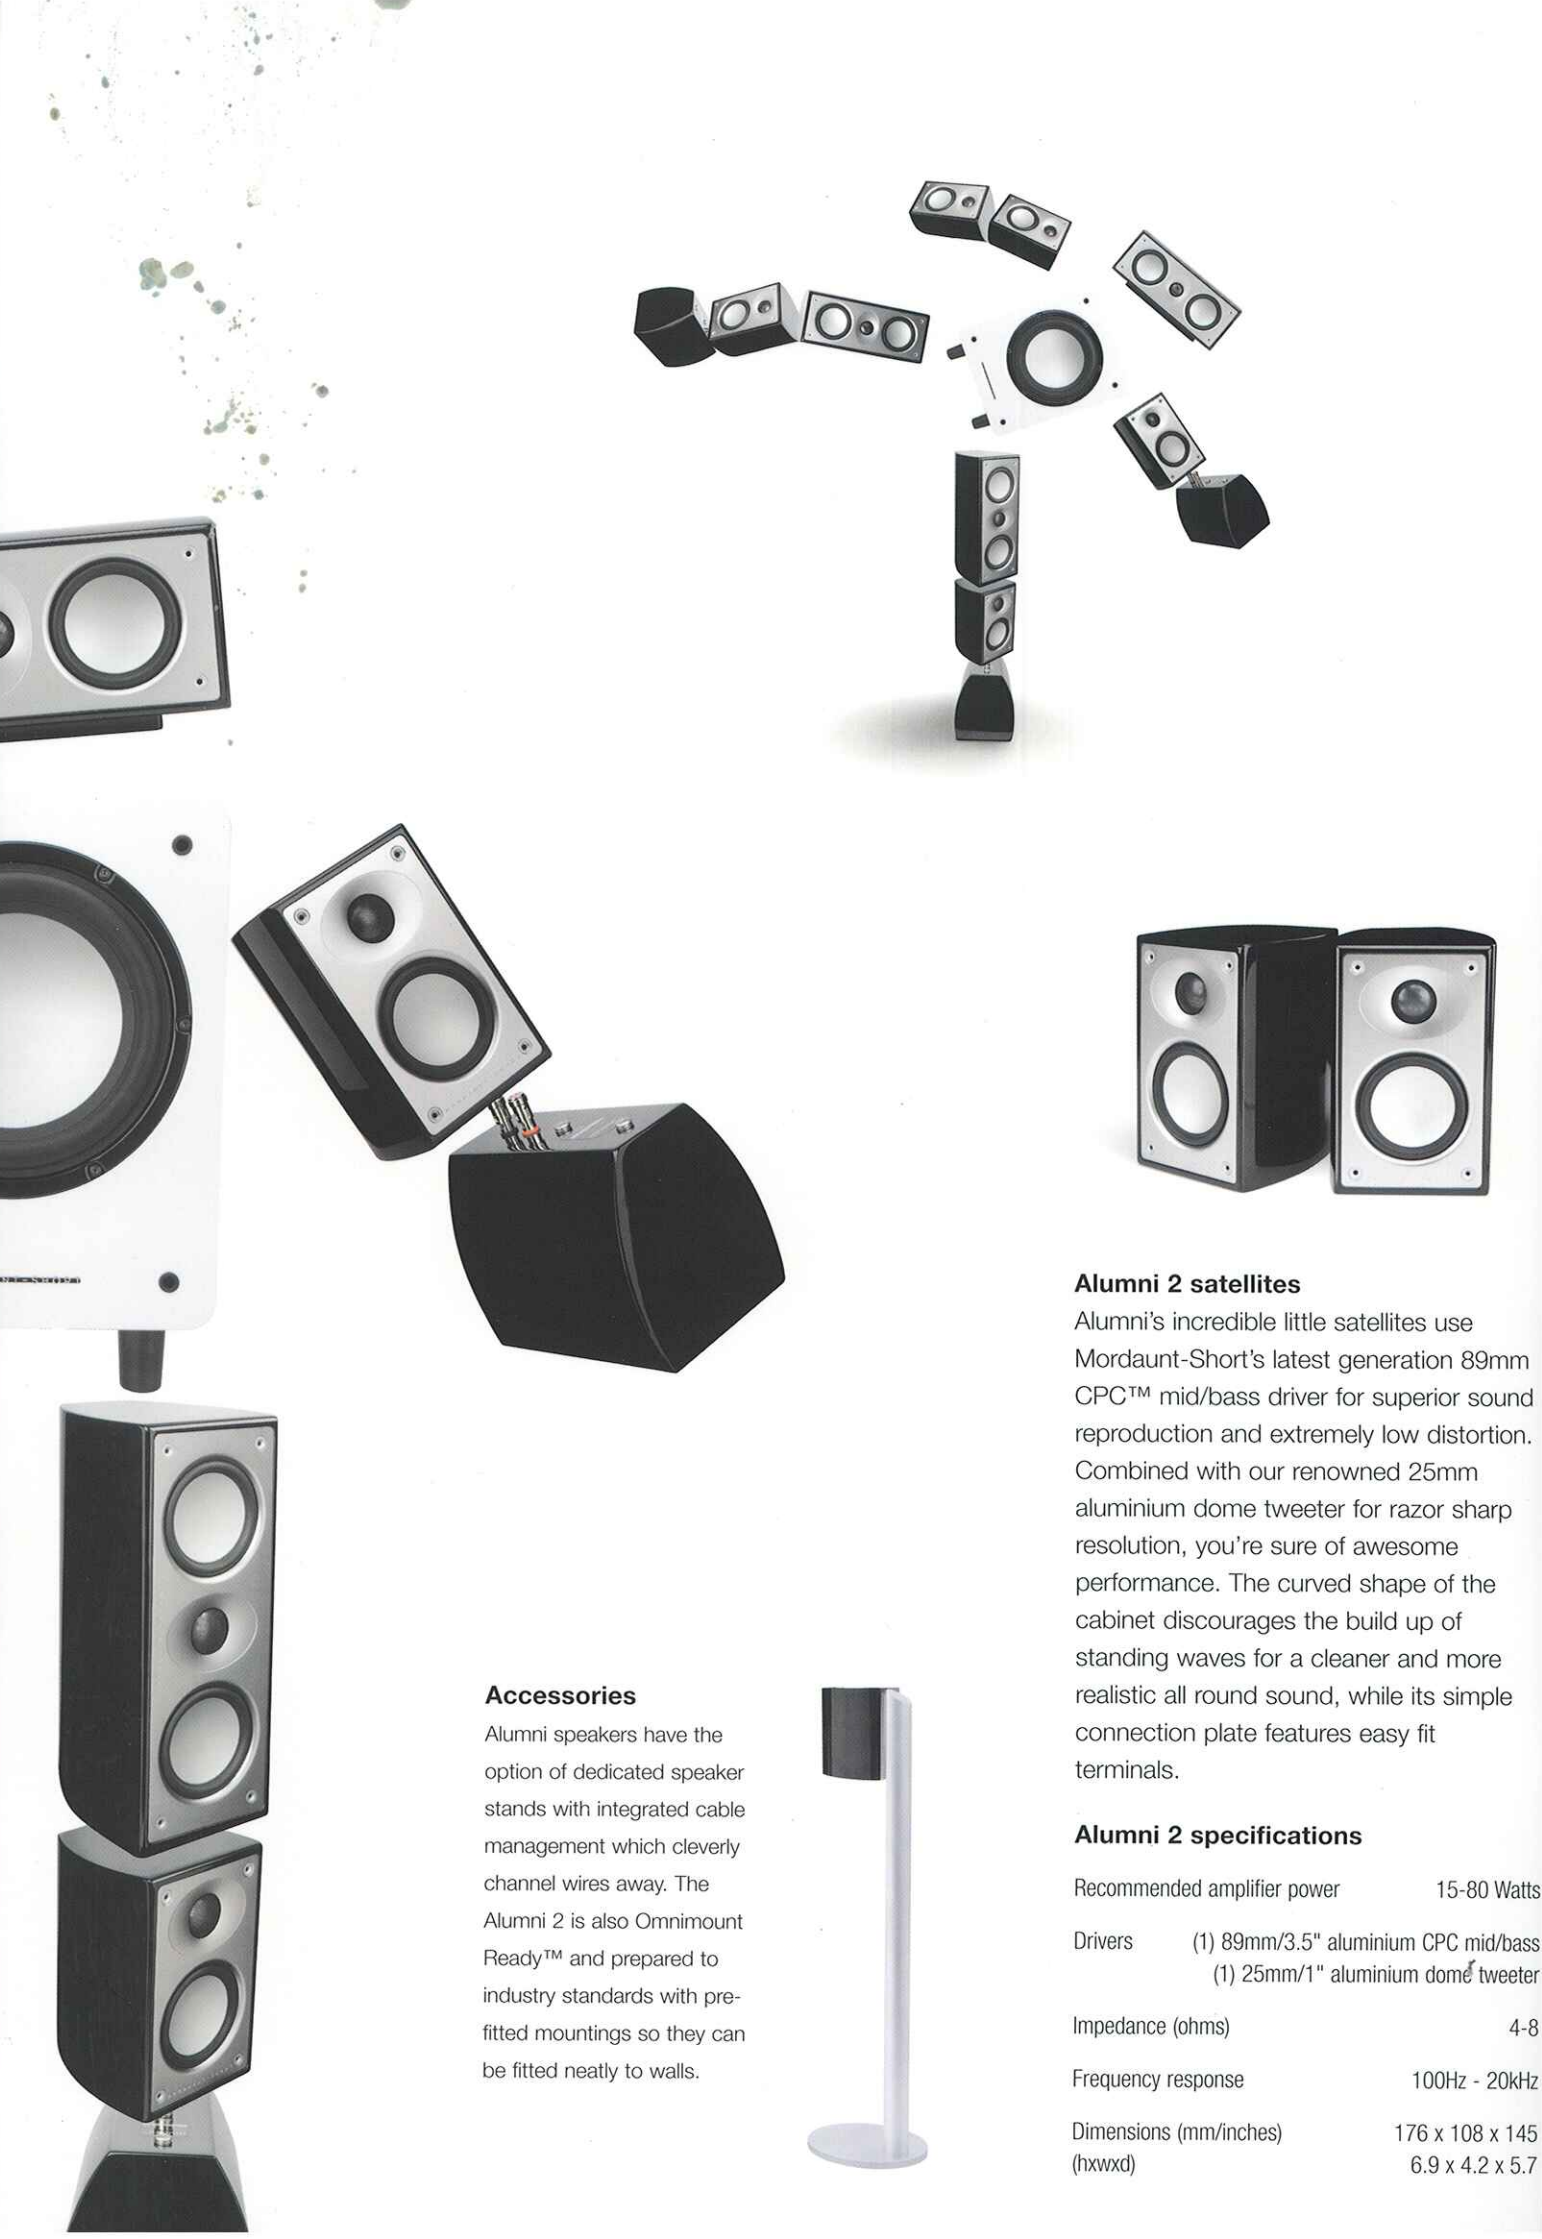 NT-SHORT
Accessories
Alumni speakers have the
option of dedicated speaker
stands with integrated cable
management which cleverly
channel wires away. The
Alumni 2 is also Omnimount
Ready™ and prepared to
industry standards with pre-
fitted mountings so they can
be fitted neatly to walls.
Alumni 2 satellites
Alumni's incredible little satellites use
Mordaunt-Short's latest generation 89mm
CPC™ mid/bass driver for superior sound
reproduction and extremely low distortion.
Combined with our renowned 25mm
aluminium dome tweeter for razor sharp
resolution, you're sure of awesome
performance. The curved shape of the
cabinet discourages the build up of
standing waves for a cleaner and more
realistic all round sound, while its simple
connection plate features easy fit
terminals.
Alumni 2 specifications
Recommended amplifier power 15-80 Watts
Drivers (1) 89mm/3.5" aluminium CPC mid/bass
(1) 25mm/1" aluminium dome tweeter
Impedance (ohms) 4-8
Frequency response 100Hz - 20kHz
Dimensions (mm/inches) 176 x 108 x 145
(hxwxd) 6.9 x 4.2 x 5.7